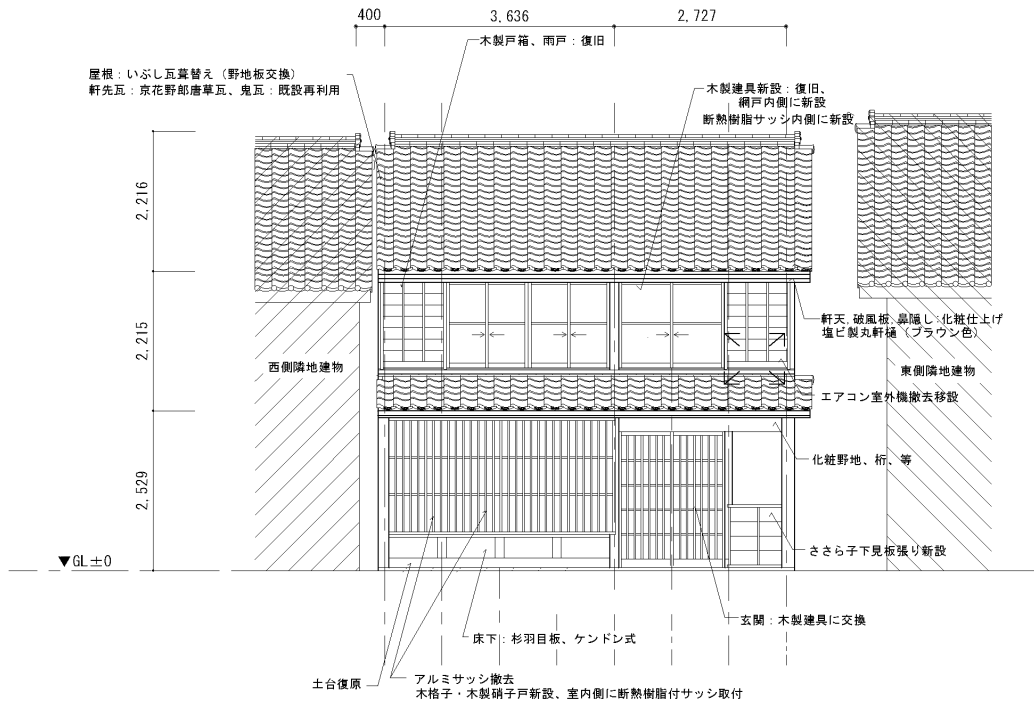 400
3,636
2,727
木製戸箱、雨戸：復旧
屋根：いぶし瓦葺替え（野地板交換）
軒先瓦：京花野郎唐草瓦、鬼瓦：既設再利用
木製建具新設：復旧、
網戸内側に新設
断熱樹脂サッシ内側に新設
2,216
2,215
2,529
軒天、破風板、鼻隠し：化粧仕上げ
塩ビ製丸軒樋（ブラウン色）
西側隣地建物
東側隣地建物
エアコン室外機撤去移設
化粧野地、桁、等
ささら子下見板張り新設
▼GL±0
玄関：木製建具に交換
床下：杉羽目板、ケンドン式
土台復原
アルミサッシ撤去
木格子・木製硝子戸新設、室内側に断熱樹脂付サッシ取付